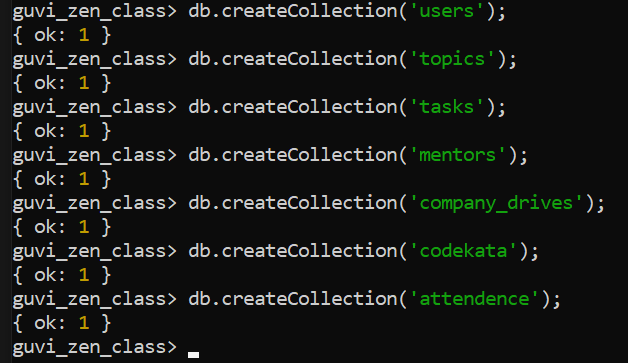 guvi_zen_class> db.createCollection('users');
{ ok: 1 }
guvi_zen_class> db.createCollection('topics');
{ ok: 1 }
guvi_zen_class> db.createCollection('tasks');
{ ok: 1 }
guvi_zen_class> db.createCollection('mentors');
{ ok: 1 }
guvi_zen_class> db.createCollection('company_drives');
{ ok: 1 }
guvi_zen_class> db.createCollection('codekata');
{ ok: 1 }
guvi_zen_class> db.createCollection('attendence');
{ ok: 1 }
guvi_zen_class>